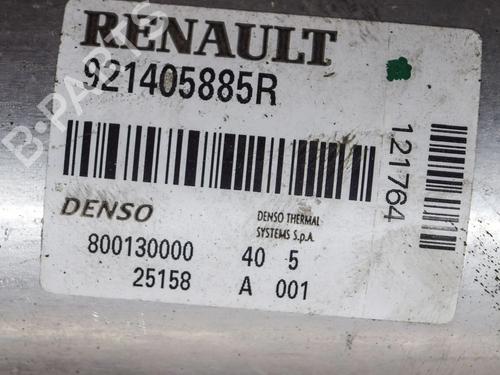 RENAULT
921405885R
121764
DENSO
DENSO THERMAL
SYSTEMS S.p.A.
800130000 40 5
25158 A 001
B-PARTS